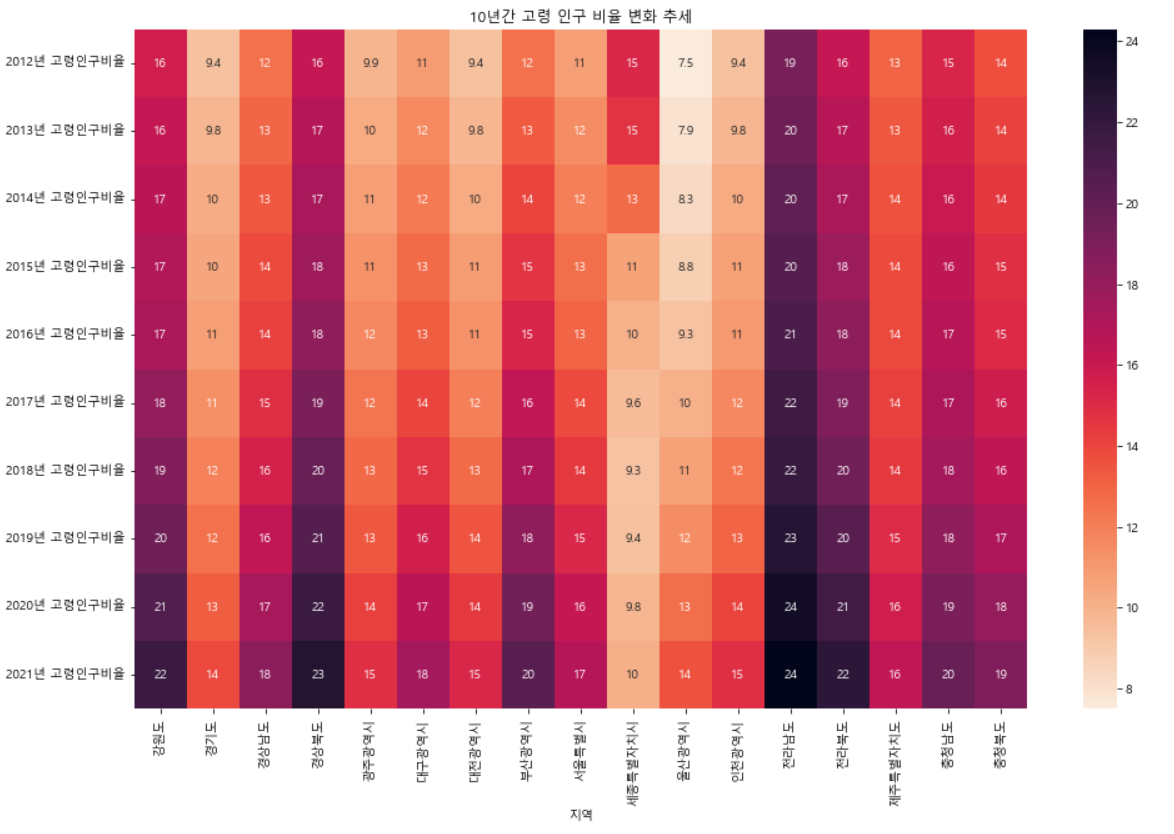 10년간 고령 인구 비율 변화 추세
2012년 고령인구비율 16 9.4 12 16 9.9 11 9.4 12 11 15 7.5 9.4 19 16 13 15 14
2013년 고령인구비율 16 9.8 13 17 10 12 9.8 13 12 15 7.9 9.8 20 17 13 16 14
2014년 고령인구비율 17 10 13 17 11 12 10 14 12 13 8.3 10 20 17 14 16 14
2015년 고령인구비율 17 10 14 18 11 13 11 15 13 11 8.8 11 20 18 14 16 15
2016년 고령인구비율 17 11 14 18 12 13 11 15 13 10 9.3 11 21 18 14 17 15
2017년 고령인구비율 18 11 15 19 12 14 12 16 14 9.6 10 12 22 19 14 17 16
2018년 고령인구비율 19 12 16 20 13 15 13 17 14 9.3 11 12 22 20 14 18 16
2019년 고령인구비율 20 12 16 21 13 16 14 18 15 9.4 12 13 23 20 15 18 17
2020년 고령인구비율 21 13 17 22 14 17 14 19 16 9.8 13 14 24 21 16 19 18
2021년 고령인구비율 22 14 18 23 15 18 15 20 17 10 14 15 24 22 16 20 19
강원도 경기도 경상남도 경상북도 광주광역시 대구광역시 대전광역시 부산광역시 서울특별시 세종특별자치시 울산광역시 인천광역시 전라남도 전라북도 제주특별자치도 충청남도 충청북도
지역
24
22
20
18
16
14
12
10
8